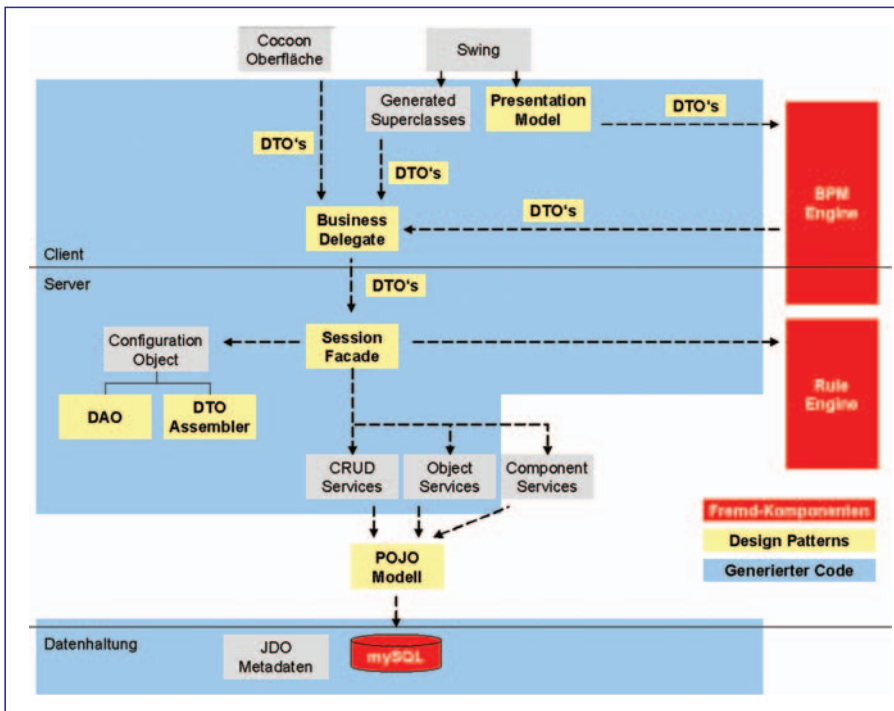 Cocoon
Oberfläche
Swing
Generated
Superclasses
Presentation
Model
DTO's
DTO's
DTO's
DTO's
BPM
Engine
Business
Delegate
Client
Server
DTO's
Configuration
Object
Session
Facade
Rule
Engine
DAO
DTO
Assembler
CRUD
Services
Object
Services
Component
Services
Fremd-Komponenten
Design Patterns
Generierter Code
POJO
Modell
Datenhaltung
JDO
Metadaten
mySQL